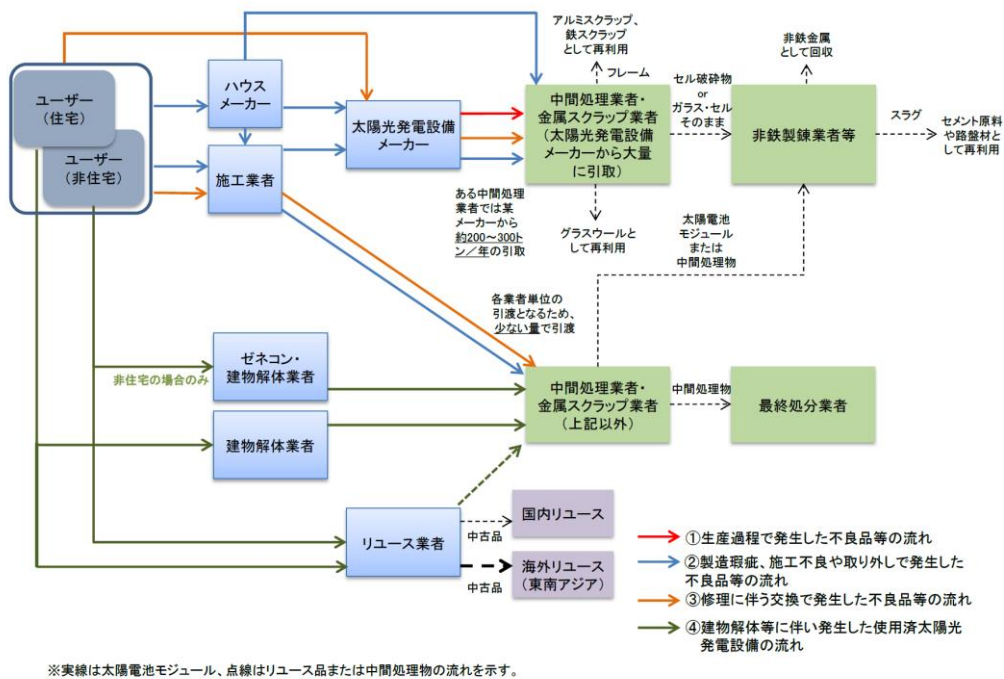 アルミスクラップ、
鉄スクラップ
として再利用
非鉄金属
として回収
フレーム
セル破砕物
or
ガラス・セル
そのまま
ユーザー
(住宅)
ユーザー
(非住宅)
ハウス
メーカー
施工業者
太陽光発電設備
メーカー
中間処理業者・
金属スクラップ業者
(太陽光発電設備
メーカーから大量
に引取)
非鉄製錬業者等
スラグ
セメント原料
や路盤材とし
て再利用
ある中間処理
業者では某
メーカーから
約200～300ト
ン／年の引取
グラスウールと
して再利用
太陽電池
モジュール
または
中間処理物
各業者単位の
引渡となるため、
少ない量で引渡
非住宅の場合のみ
ゼネコン・
建物解体業者
建物解体業者
中間処理業者・
金属スクラップ業者
(上記以外)
中間処理物
最終処分業者
リユース業者
中古品
国内リユース
中古品
海外リユース
(東南アジア)
①生産過程で発生した不良品等の流れ
②製造瑕疵、施工不良や取り外しで発生した
不良品等の流れ
③修理に伴う交換で発生した不良品等の流れ
④建物解体等に伴い発生した使用済太陽光
発電設備の流れ
※実線は太陽電池モジュール、点線はリユース品または中間処理物の流れを示す。